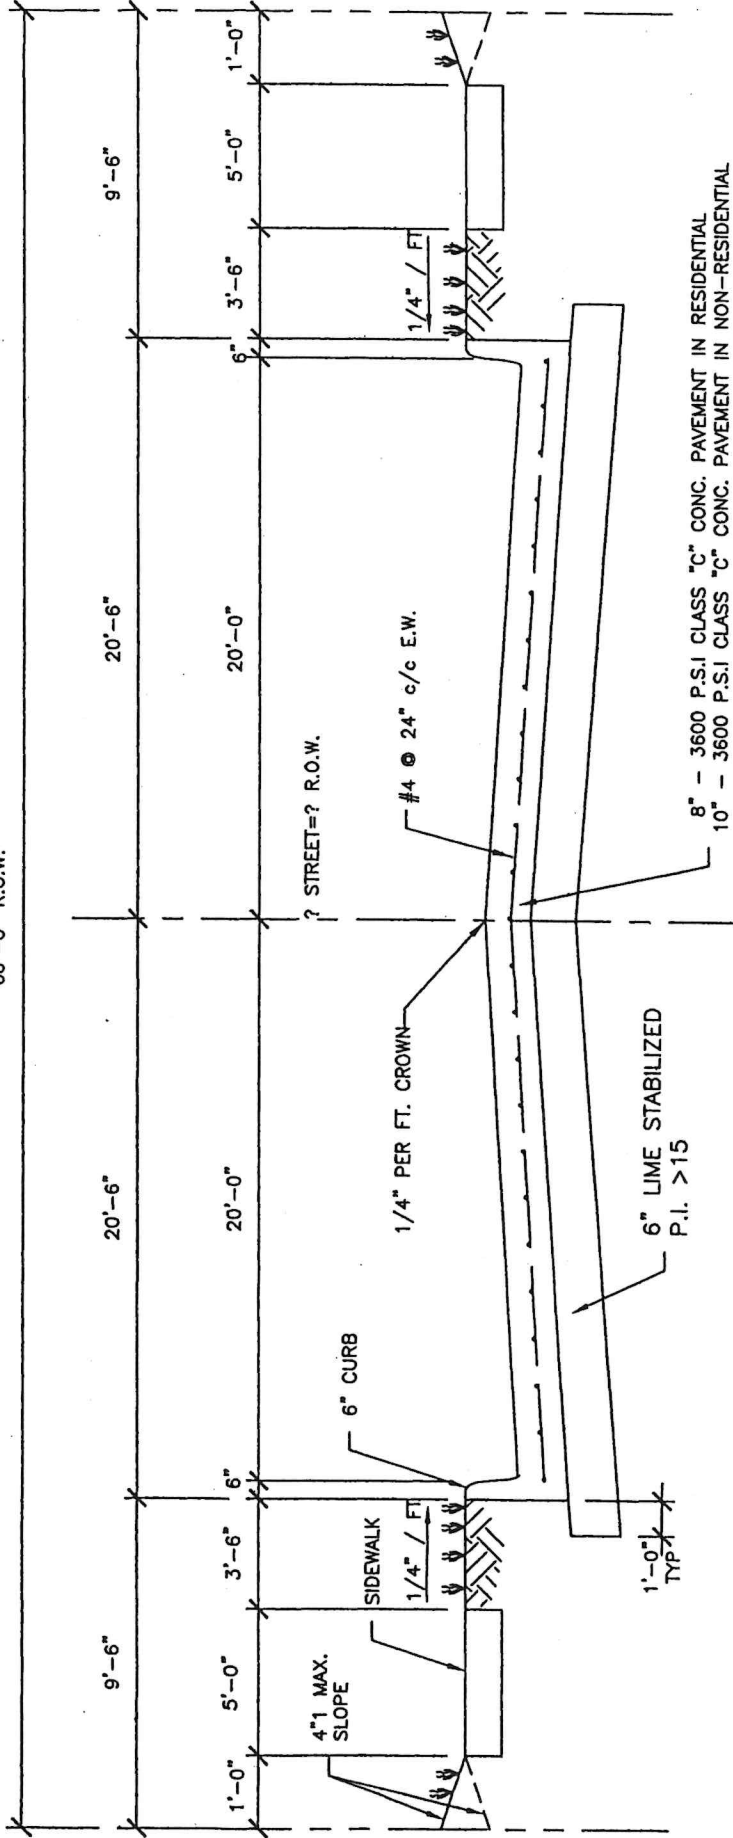 R.O.W.
9'-6" 20'-6" 20'-6" 9'-6"
1'-0" 5'-0" 3'-6" 6" 20'-0" 20'-0" 6" 3'-6" 5'-0" 1'-0"
? STREET=? R.O.W.
4"1 MAX.
SLOPE
SIDEWALK
6" CURB
1/4" / FT
1/4" PER FT. CROWN
#4 @ 24" c/c E.W.
1/4" / FT
1'-0"
TYP
6" LIME STABILIZED
P.I. >15
8" - 3600 P.S.I CLASS "C" CONC. PAVEMENT IN RESIDENTIAL
10" - 3600 P.S.I CLASS "C" CONC. PAVEMENT IN NON-RESIDENTIAL